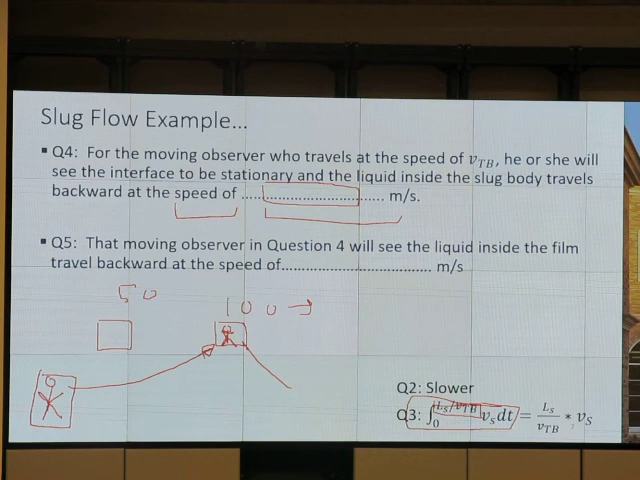 Slug Flow Example...
▪ Q4: For the moving observer who travels at the speed of v_TB, he or she will
see the interface to be stationary and the liquid inside the slug body travels
backward at the speed of ........................................ m/s.
▪ Q5: That moving observer in Question 4 will see the liquid inside the film
travel backward at the speed of...................................... m/s
50
100 →
Q2: Slower
Q3: ∫_0^{L_s/v_TB} v_s dt = L_s/v_TB * v_S